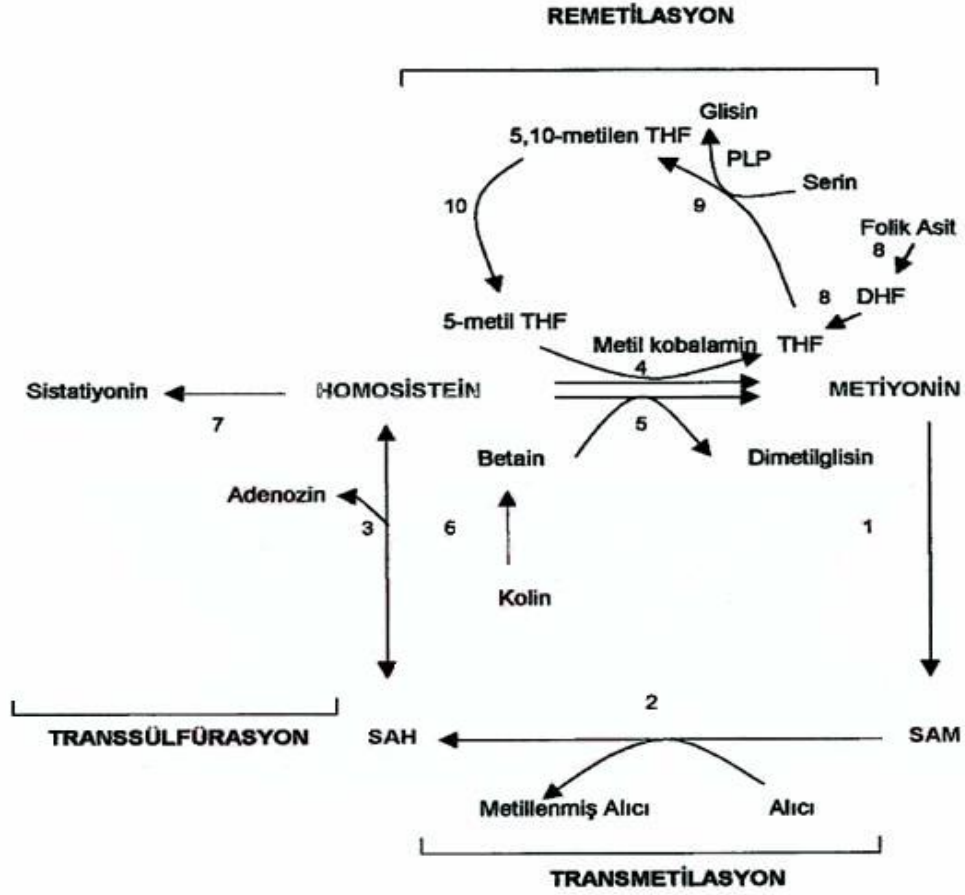 REMETİLASYON
Glisin
5,10-metilen THF
PLP
Serin
10
9
Folik Asit
8
8
DHF
5-metil THF
Metil kobalamin
THF
4
Sistatiyonin
HOMOSİSTEİN
METİYONİN
7
5
Betain
Dimetilglisin
Adenozin
3
6
1
Kolin
2
TRANSSÜLFÜRASYON
SAH
SAM
Metillenmiş Alıcı
Alıcı
TRANSMETİLASYON